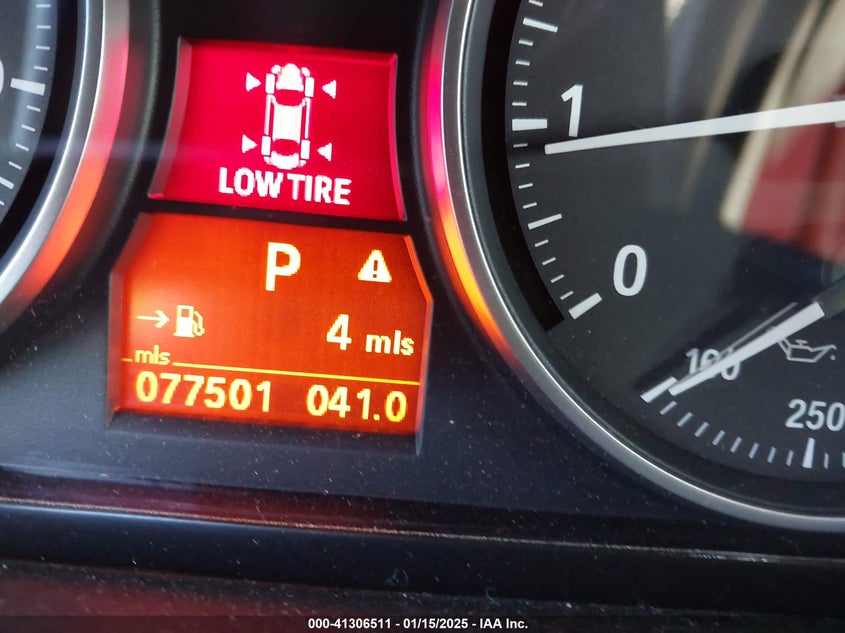 LOW TIRE
P
4 mls
mls
077501 041.0
1
0
100
250
000-41306511 - 01/15/2025 - IAA Inc.